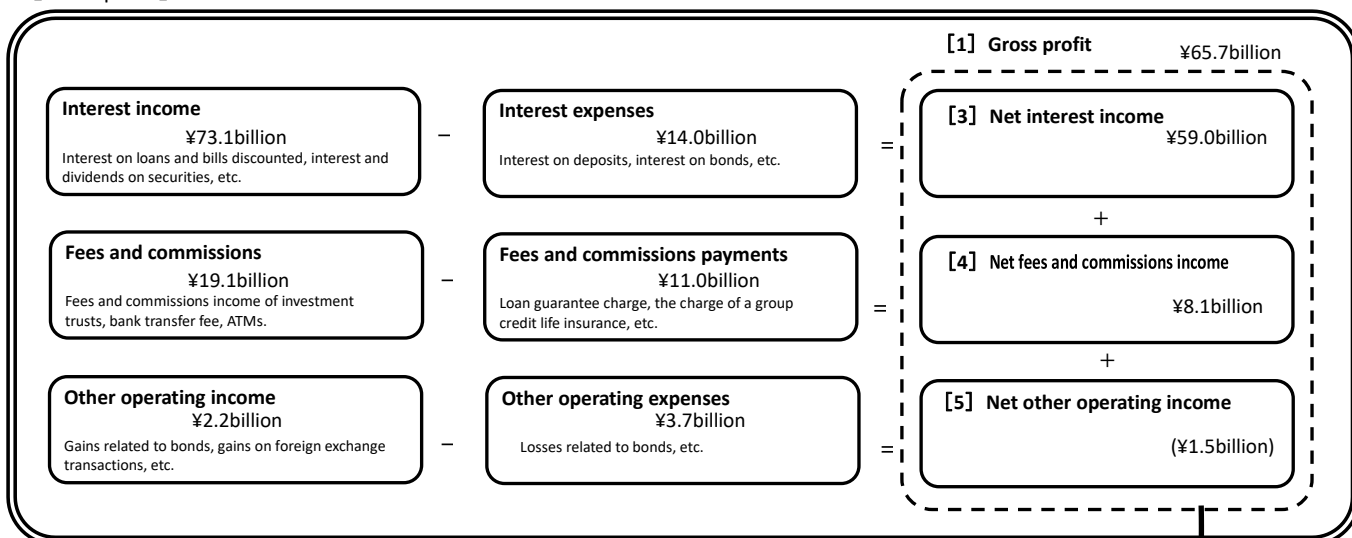 [1] Gross profit
¥65.7billion
Interest income
¥73.1billion
Interest on loans and bills discounted, interest and
dividends on securities, etc.
−
Interest expenses
¥14.0billion
Interest on deposits, interest on bonds, etc.
=
[3] Net interest income
¥59.0billion
+
Fees and commissions
¥19.1billion
Fees and commissions income of investment
trusts, bank transfer fee, ATMs.
−
Fees and commissions payments
¥11.0billion
Loan guarantee charge, the charge of a group
credit life insurance, etc.
=
[4] Net fees and commissions income
¥8.1billion
+
Other operating income
¥2.2billion
Gains related to bonds, gains on foreign exchange
transactions, etc.
−
Other operating expenses
¥3.7billion
Losses related to bonds, etc.
=
[5] Net other operating income
(¥1.5billion)